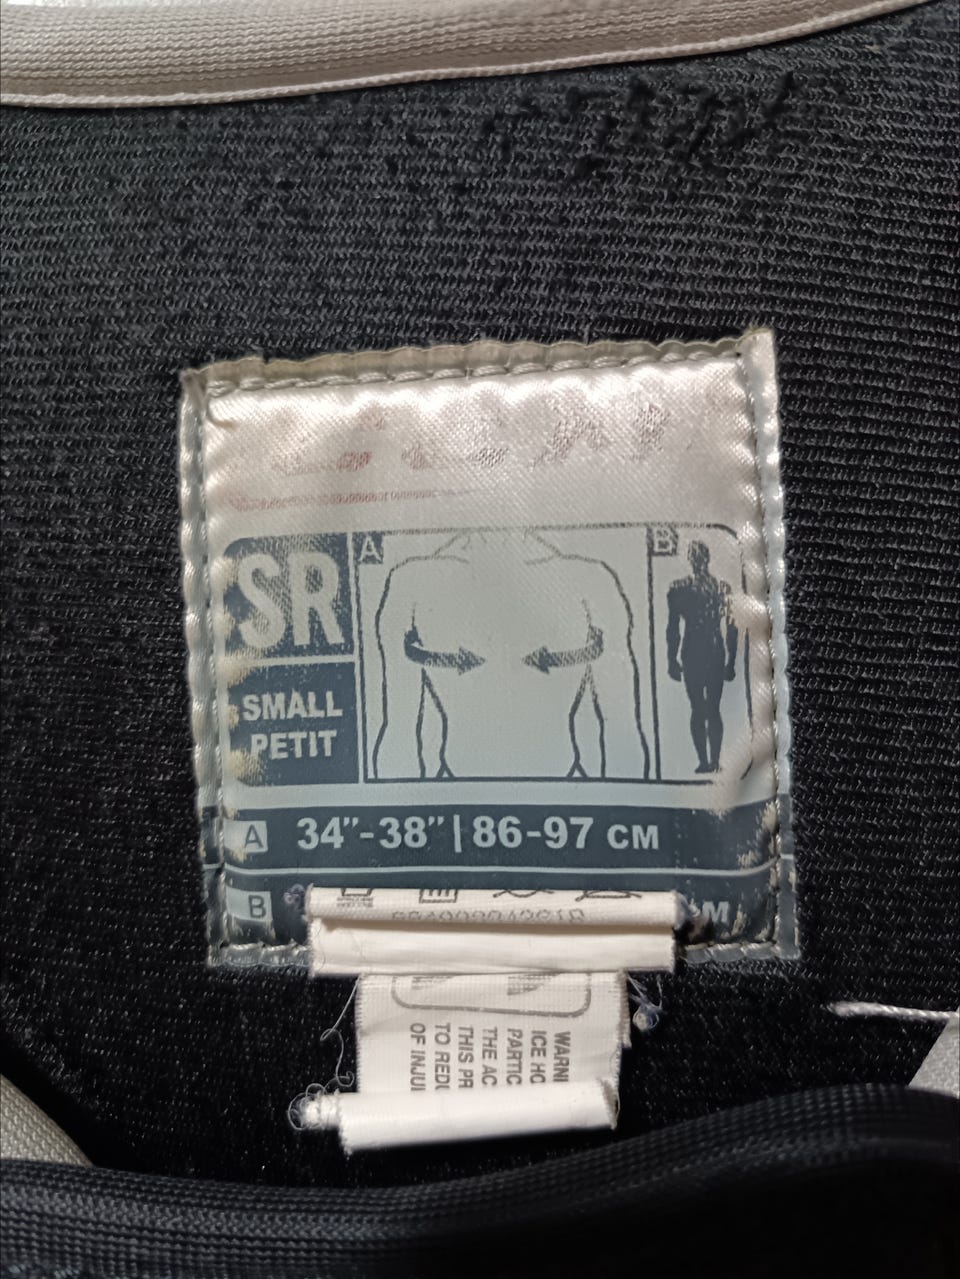 A
B
SR
SMALL
PETIT
A 34"-38" | 86-97 CM
B
WARNI
ICE HO
PARTIC
THE AC
THIS PR
TO REDU
OF INJUI